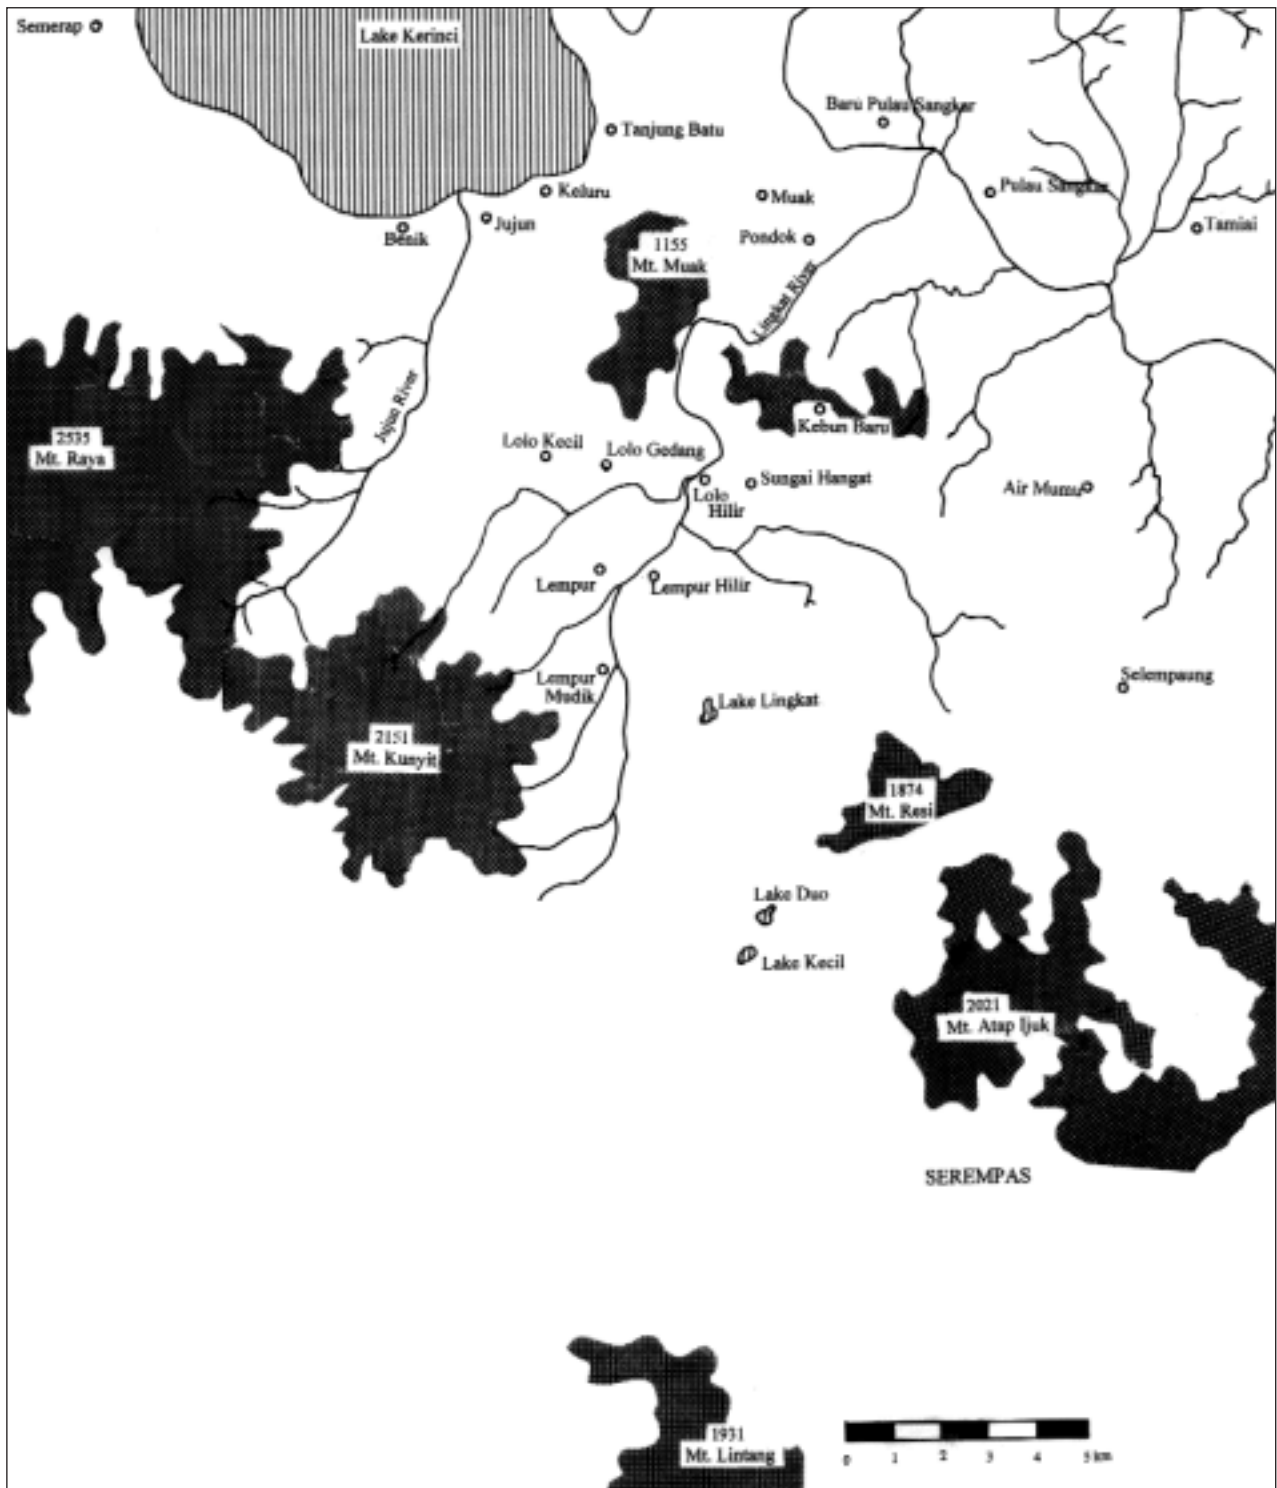 Semerap
Lake Kerinci
Baru Pulau Sangkar
Tanjung Batu
Keluru
Muak
Pulau Sangkar
Jujun
Benik
Pondok
Tamiai
1155
Mt. Muak
Lingkat River
Jujun River
2535
Mt. Raya
Kebun Baru
Lolo Kecil
Lolo Gedang
Sungai Hangat
Lolo
Hilir
Air Mumu
Lempur
Lempur Hilir
Lempur
Mudik
Lake Lingkat
Selempaung
2151
Mt. Kunyit
1874
Mt. Resi
Lake Duo
Lake Kecil
2021
Mt. Atap Ijuk
SEREMPAS
1931
Mt. Lintang
0 1 2 3 4 5 km